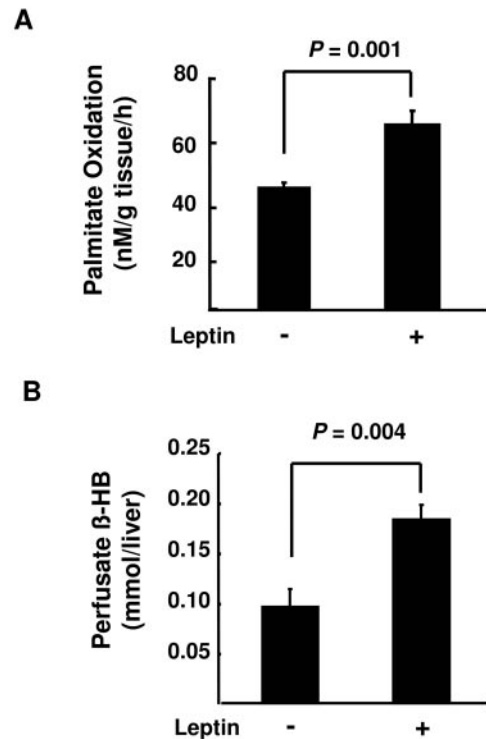 A
P = 0.001
Palmitate Oxidation
(nM/g tissue/h)
80
60
40
20
Leptin - +
B
P = 0.004
Perfusate ß-HB
(mmol/liver)
0.25
0.20
0.15
0.10
0.05
Leptin - +